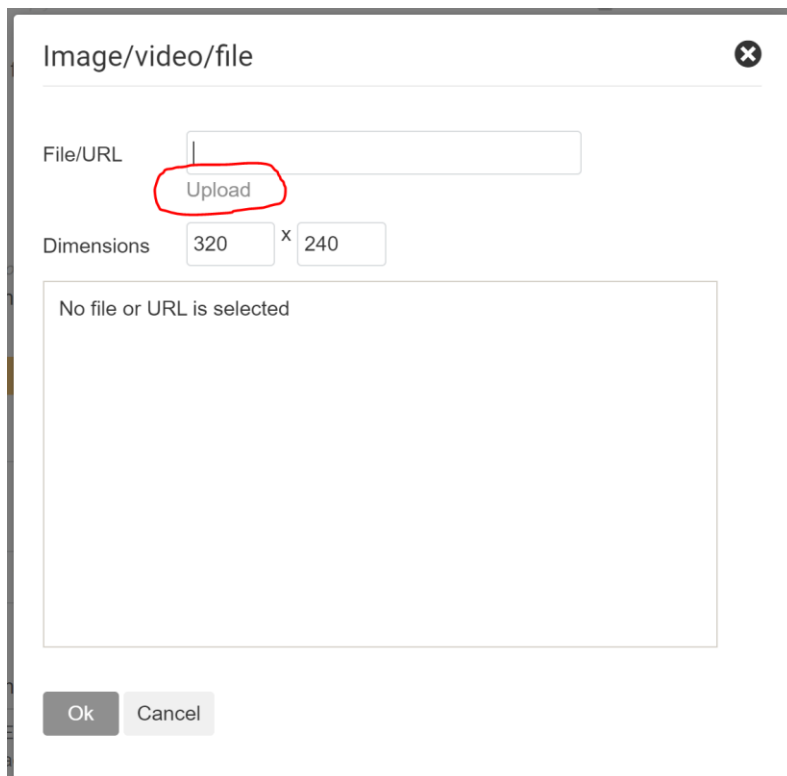 Image/video/file
File/URL
Upload
Dimensions 320 x 240
No file or URL is selected
Ok Cancel